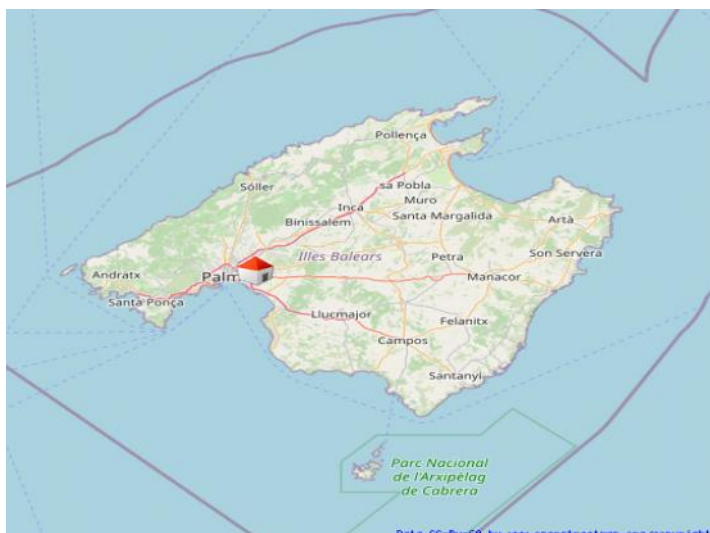 Pollença
Sóller
sa Pobla
Inca
Muro
Binissalem
Santa Margalida
Artà
Illes Balears
Petra
Son Servera
Andratx
Palm
Manacor
Santa Ponça
Llucmajor
Felanitx
Campos
Santanyí
Parc Nacional
de l'Arxipèlag
de Cabrera